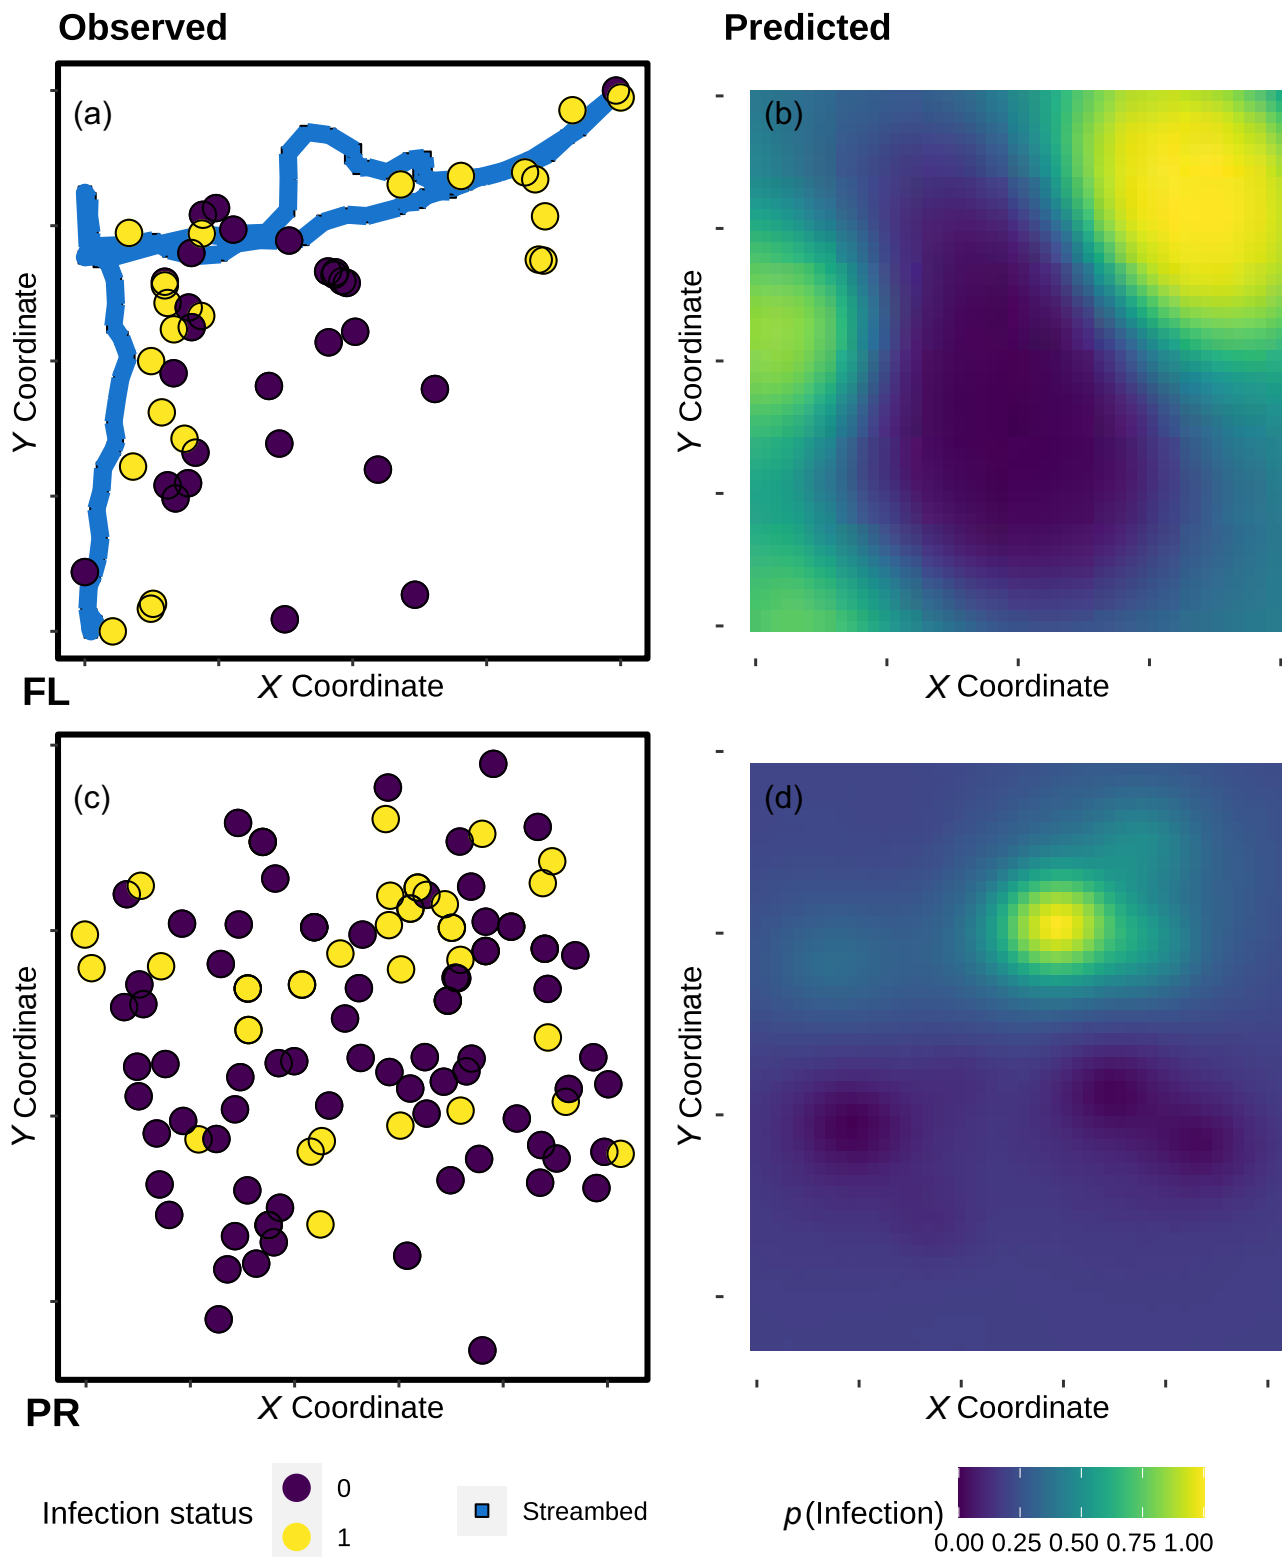 Observed
Predicted
(a)
(b)
Y Coordinate
Y Coordinate
X Coordinate
X Coordinate
FL
(c)
(d)
Y Coordinate
Y Coordinate
X Coordinate
X Coordinate
PR
Infection status
0
1
Streambed
p(Infection)
0.00 0.25 0.50 0.75 1.00